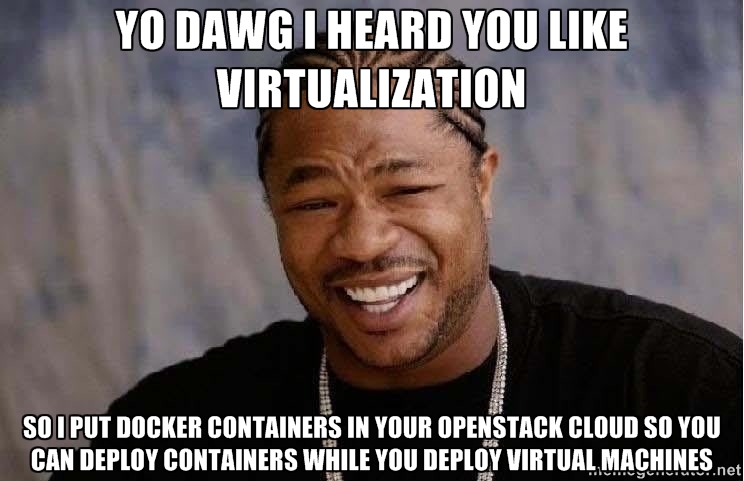 YO DAWG I HEARD YOU LIKE
VIRTUALIZATION
SO I PUT DOCKER CONTAINERS IN YOUR OPENSTACK CLOUD SO YOU
CAN DEPLOY CONTAINERS WHILE YOU DEPLOY VIRTUAL MACHINES
memegenerator.net